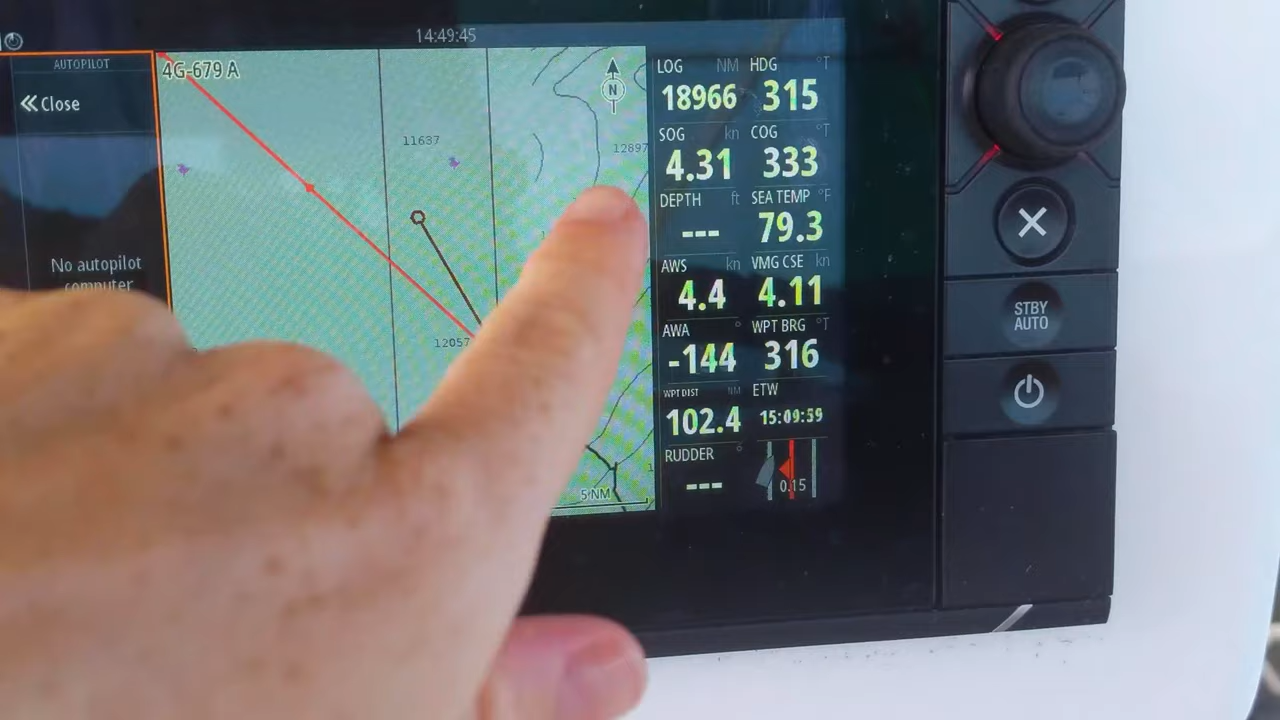 14:49:45
AUTOPILOT
Close
No autopilot
computer
4G-679 A
N
11637
12897
12057
5 NM
LOG NM HDG °T
18966 315
SOG kn COG °T
4.31 333
DEPTH ft SEA TEMP °F
--- 79.3
AWS kn VMG CSE kn
4.4 4.11
AWA ° WPT BRG °T
-144 316
WPT DIST NM ETW
102.4 15:09:59
RUDDER °
--- 0.15
STBY
AUTO